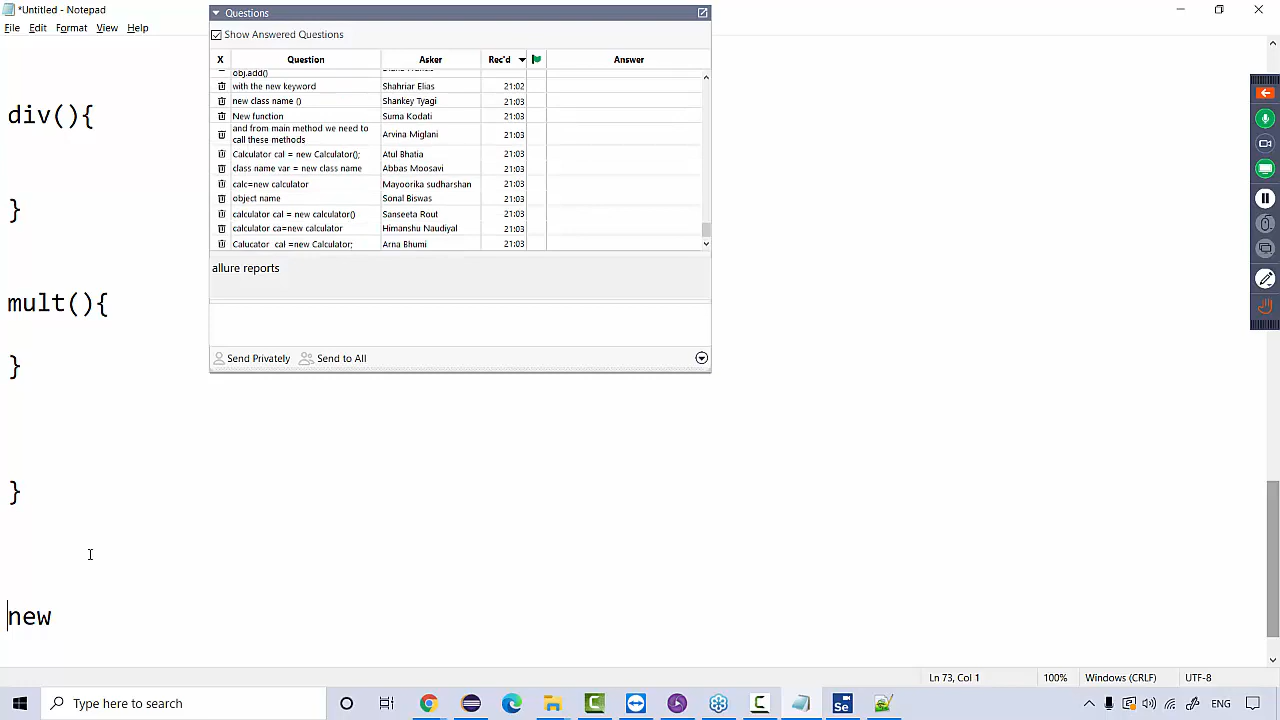 *Untitled - Notepad
File Edit Format View Help
Questions
Show Answered Questions
X Question Asker Rec'd Answer
obj.add()
with the new keyword Shahriar Elias 21:02
new class name () Shankey Tyagi 21:03
New function Suma Kodati 21:03
and from main method we need to
call these methods Arvina Miglani 21:03
Calculator cal = new Calculator(); Atul Bhatia 21:03
class name var = new class name Abbas Moosavi 21:03
calc=new calculator Mayoorika sudharshan 21:03
object name Sonal Biswas 21:03
calculator cal = new calculator() Sanseeta Rout 21:03
calculator ca=new calculator Himanshu Naudiyal 21:03
Calucator cal =new Calculator; Arna Bhumi 21:03
allure reports
Send Privately Send to All
div(){
}
mult(){
}
}
new
Ln 73, Col 1 100% Windows (CRLF) UTF-8
Type here to search
Se
ENG